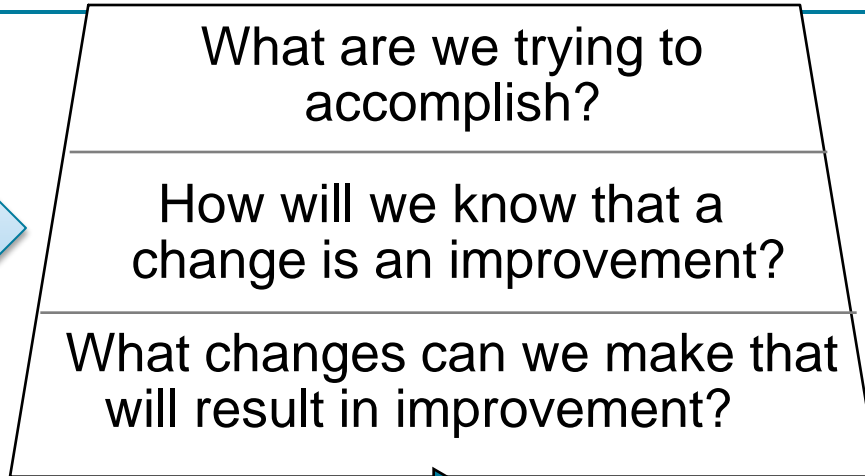 What are we trying to
accomplish?
How will we know that a
change is an improvement?
What changes can we make that
will result in improvement?